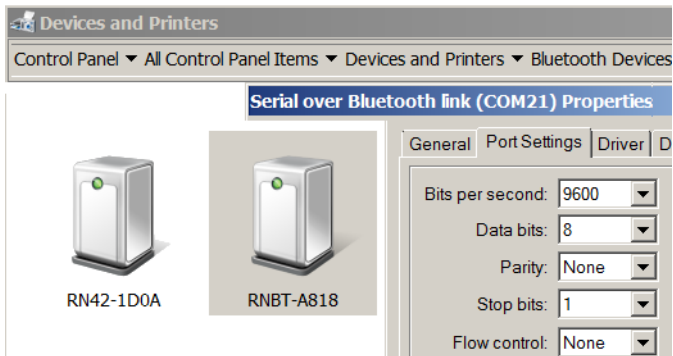 Devices and Printers
Control Panel ▼ All Control Panel Items ▼ Devices and Printers ▼ Bluetooth Devices
Serial over Bluetooth link (COM21) Properties
General Port Settings Driver D
Bits per second: 9600
Data bits: 8
Parity: None
Stop bits: 1
Flow control: None
RN42-1D0A RNBT-A818